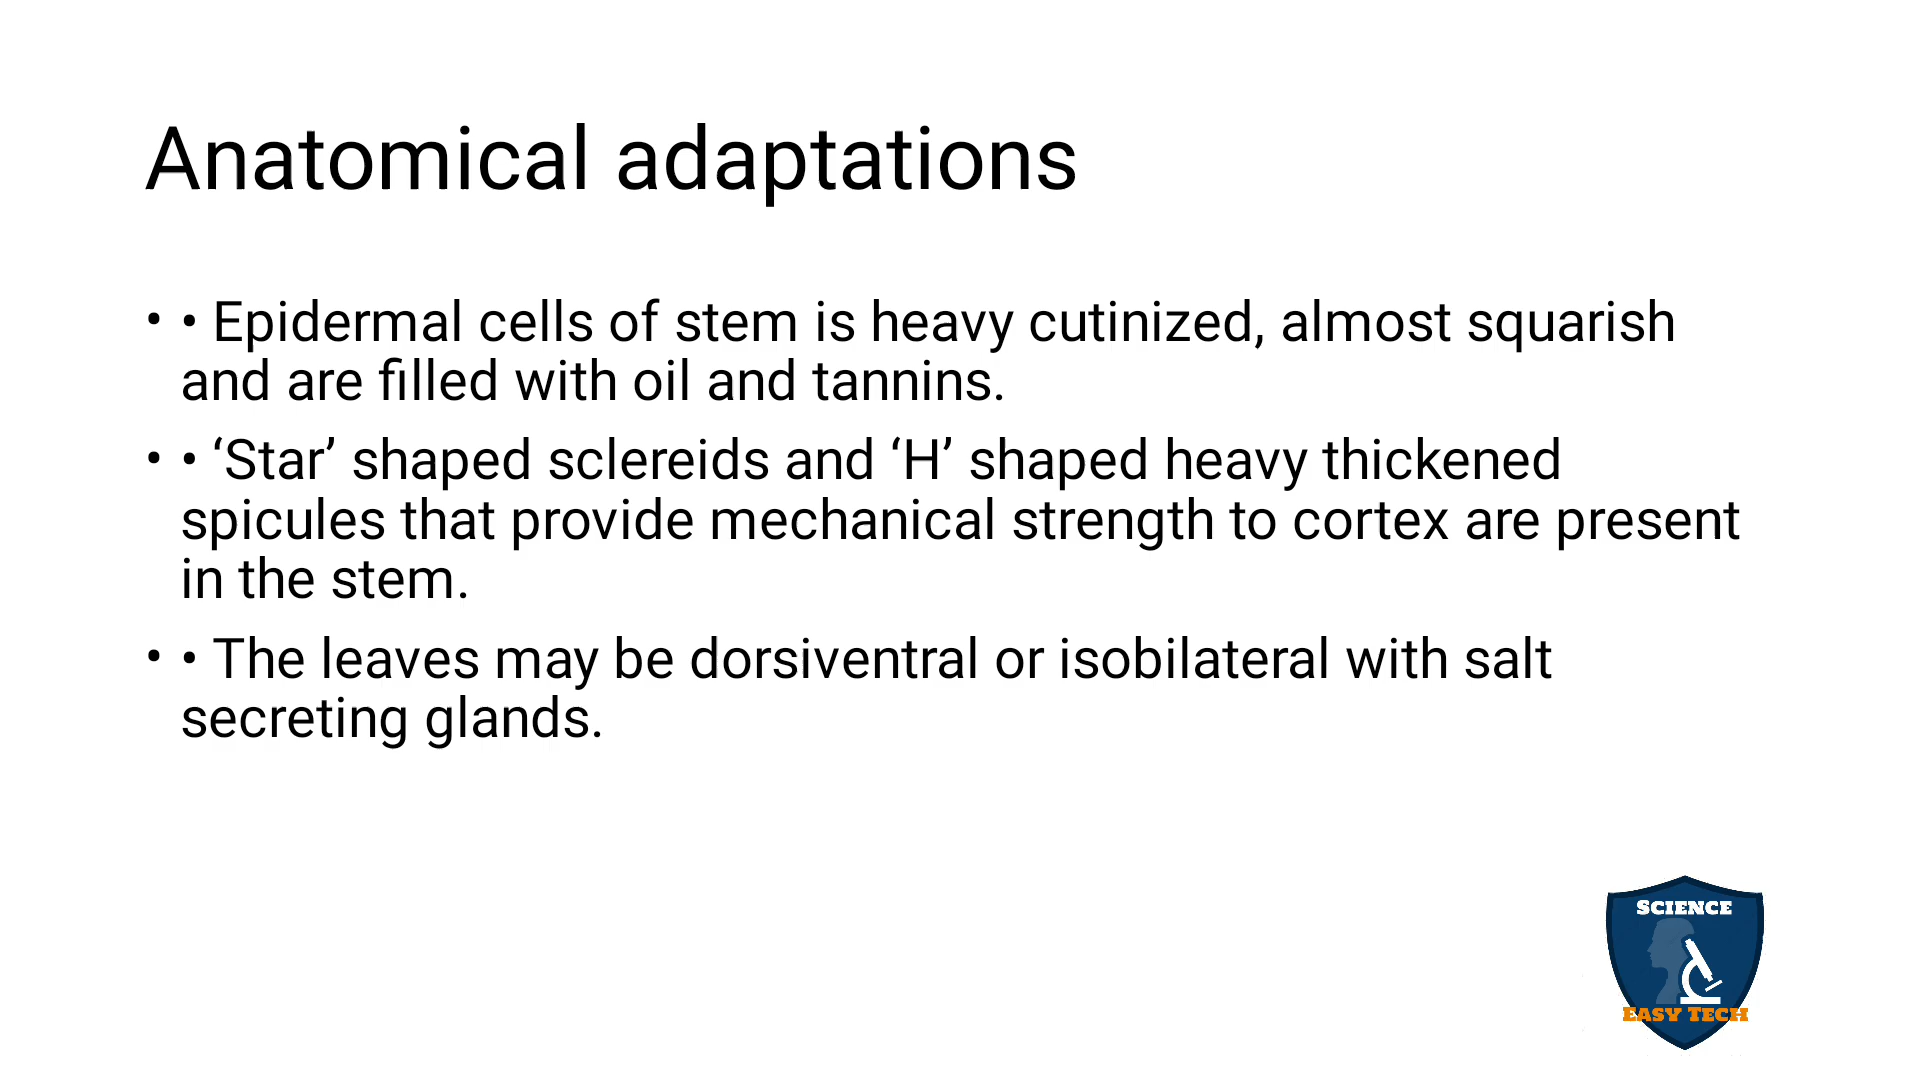 Anatomical adaptations
• • Epidermal cells of stem is heavy cutinized, almost squarish
and are filled with oil and tannins.
• • ‘Star’ shaped sclereids and ‘H’ shaped heavy thickened
spicules that provide mechanical strength to cortex are present
in the stem.
• • The leaves may be dorsiventral or isobilateral with salt
secreting glands.
SCIENCE
EASY TECH